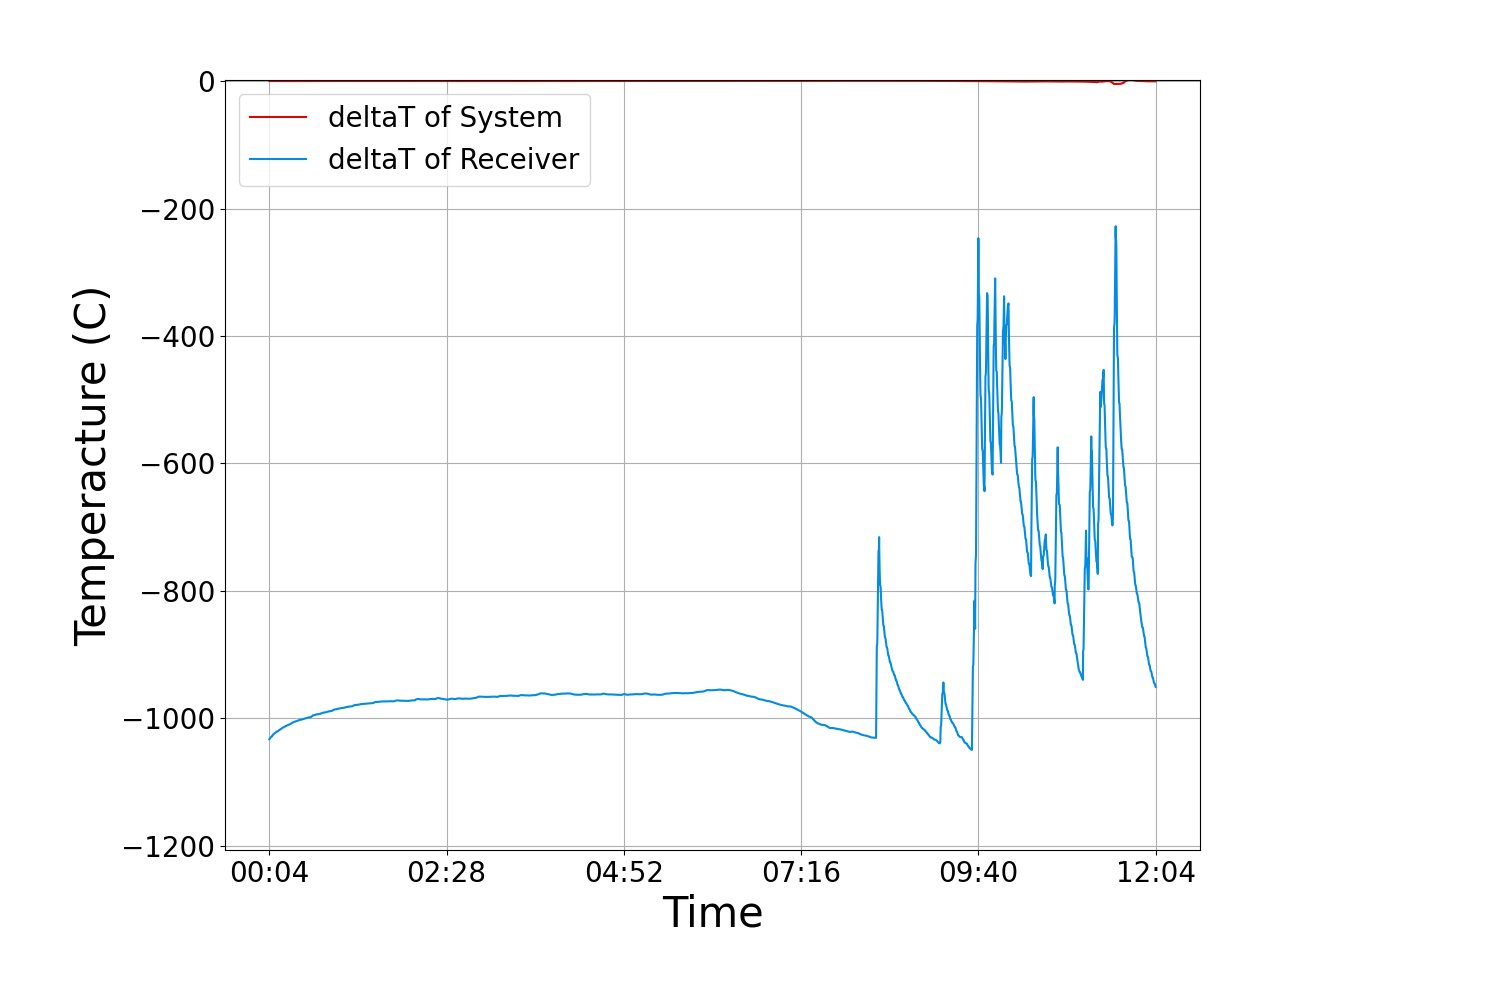 0
−200
−400
−600
−800
−1000
−1200
Temperacture (C)
deltaT of System
deltaT of Receiver
00:04 02:28 04:52 07:16 09:40 12:04
Time